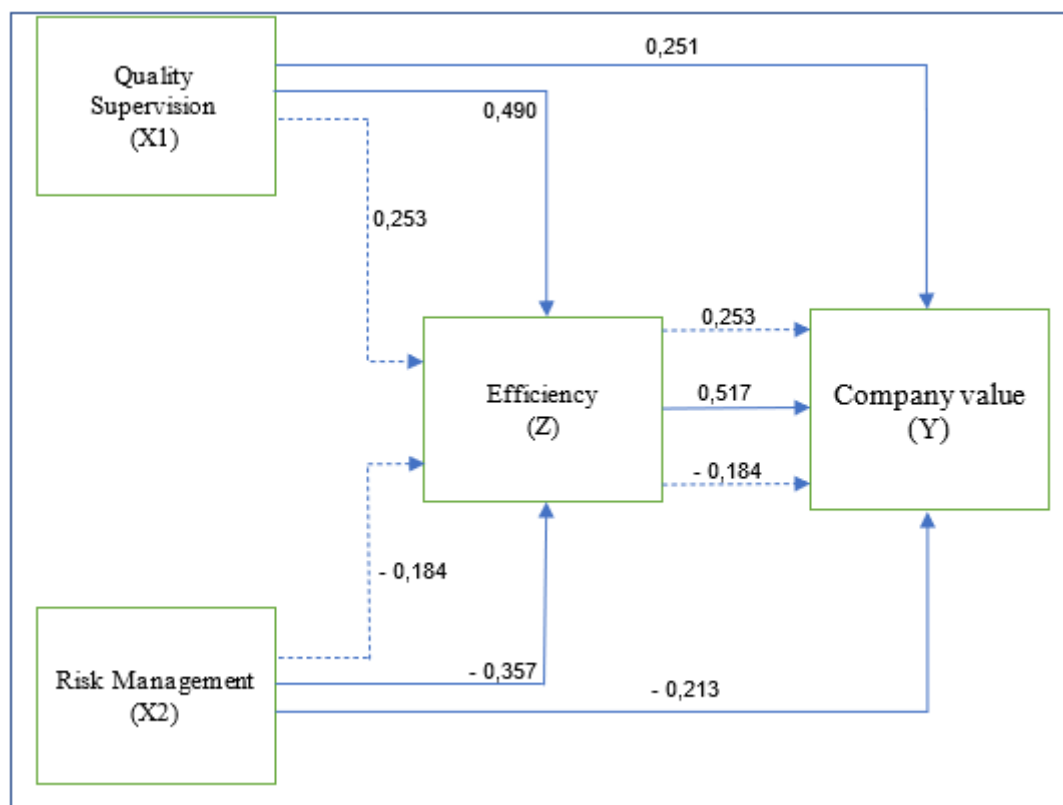 Quality
Supervision
(X1)
0,251
0,490
0,253
Efficiency
(Z)
0,253
0,517
- 0,184
Company value
(Y)
- 0,184
Risk Management
(X2)
- 0,357
- 0,213